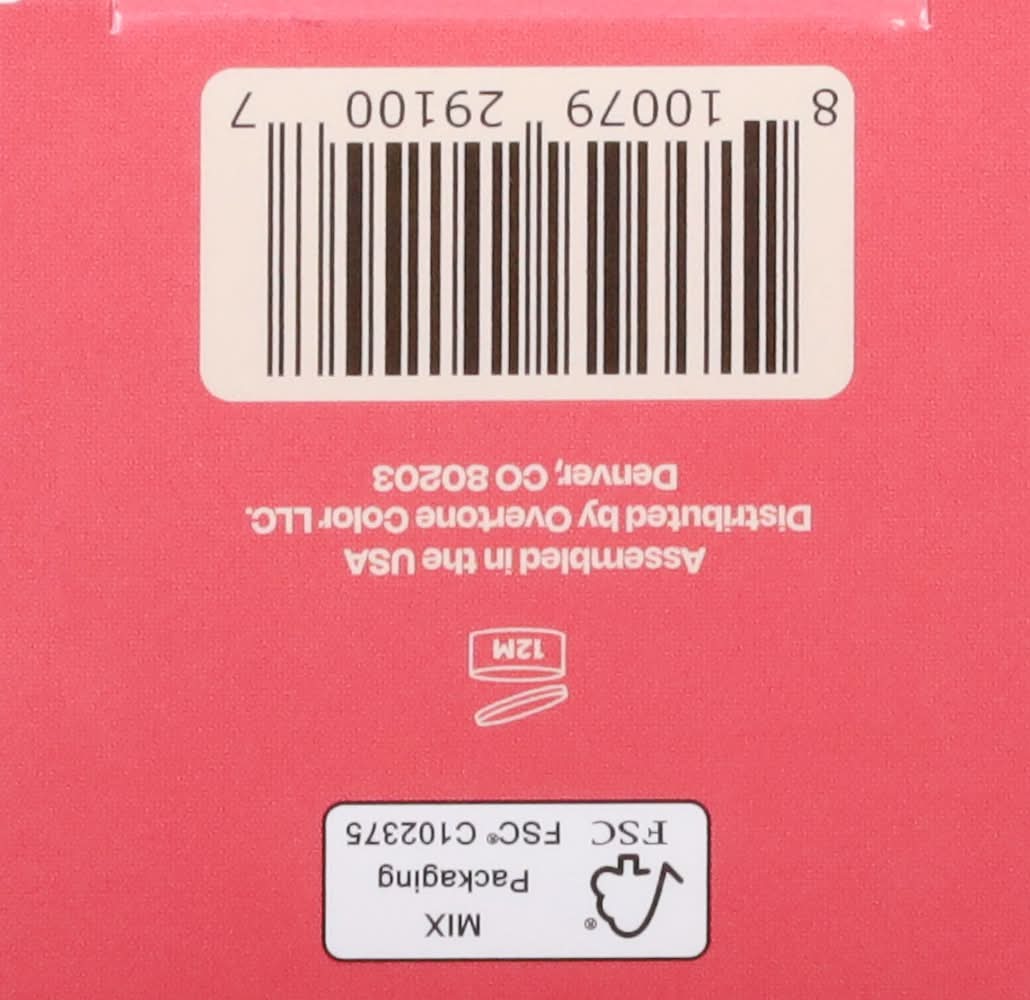 MIX
Packaging
FSC® C102375
®
FSC
12M
Assembled in the USA
Distributed by Overtone Color LLC.
Denver, CO 80203
8 10079 29100 7